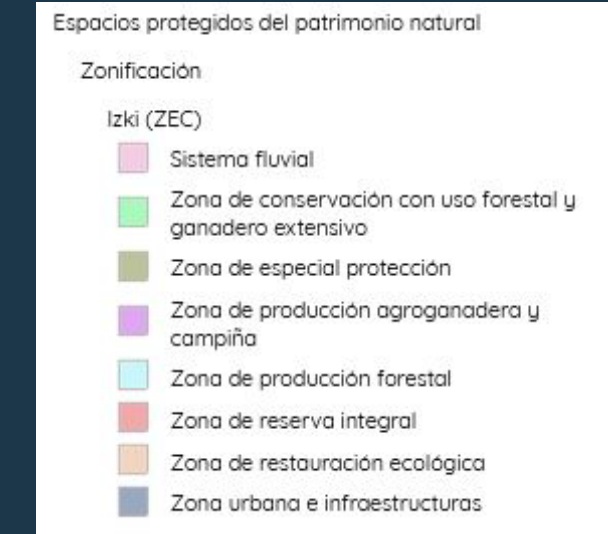 Espacios protegidos del patrimonio natural
Zonificación
Izki (ZEC)
Sistema fluvial
Zona de conservación con uso forestal y
ganadero extensivo
Zona de especial protección
Zona de producción agroganadera y
campiña
Zona de producción forestal
Zona de reserva integral
Zona de restauración ecológica
Zona urbana e infraestructuras